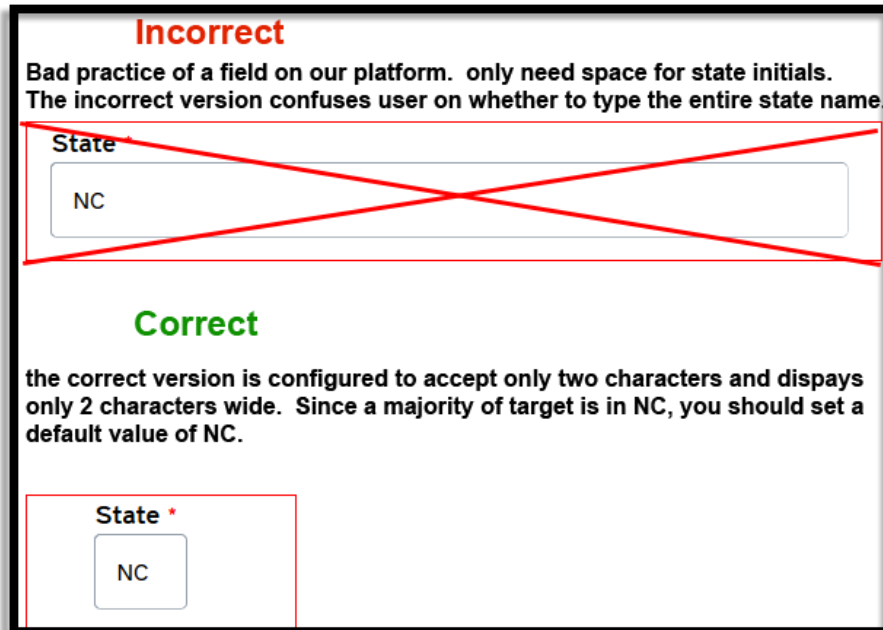 Incorrect
Bad practice of a field on our platform.  only need space for state initials.
The incorrect version confuses user on whether to type the entire state name.
State *
NC
Correct
the correct version is configured to accept only two characters and dispays
only 2 characters wide.  Since a majority of target is in NC, you should set a
default value of NC.
State *
NC